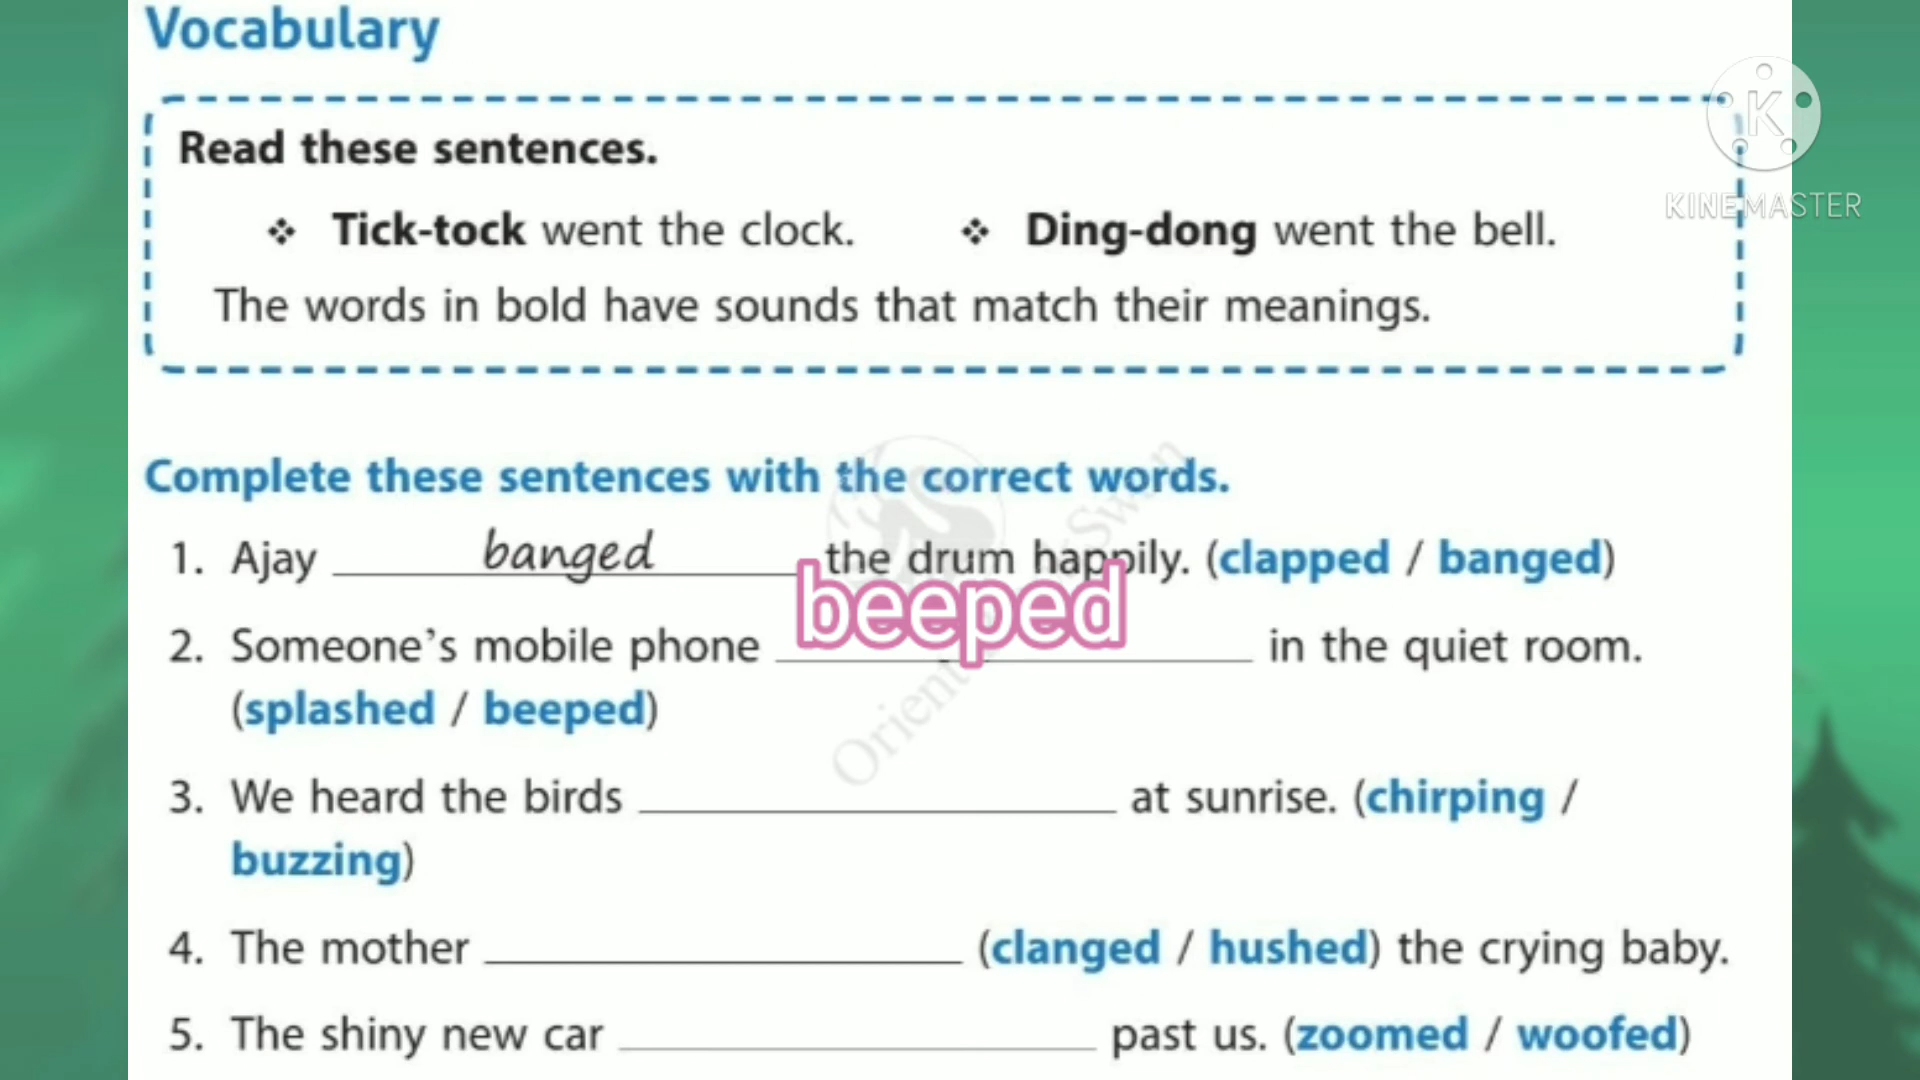 Vocabulary
K
KINEMASTER
Read these sentences.
❖ Tick-tock went the clock. ❖ Ding-dong went the bell.
The words in bold have sounds that match their meanings.
Complete these sentences with the correct words.
1. Ajay banged the drum happily. (clapped / banged)
beeped
2. Someone's mobile phone ____________ in the quiet room.
(splashed / beeped)
3. We heard the birds ____________ at sunrise. (chirping /
buzzing)
4. The mother ____________ (clanged / hushed) the crying baby.
5. The shiny new car ____________ past us. (zoomed / woofed)